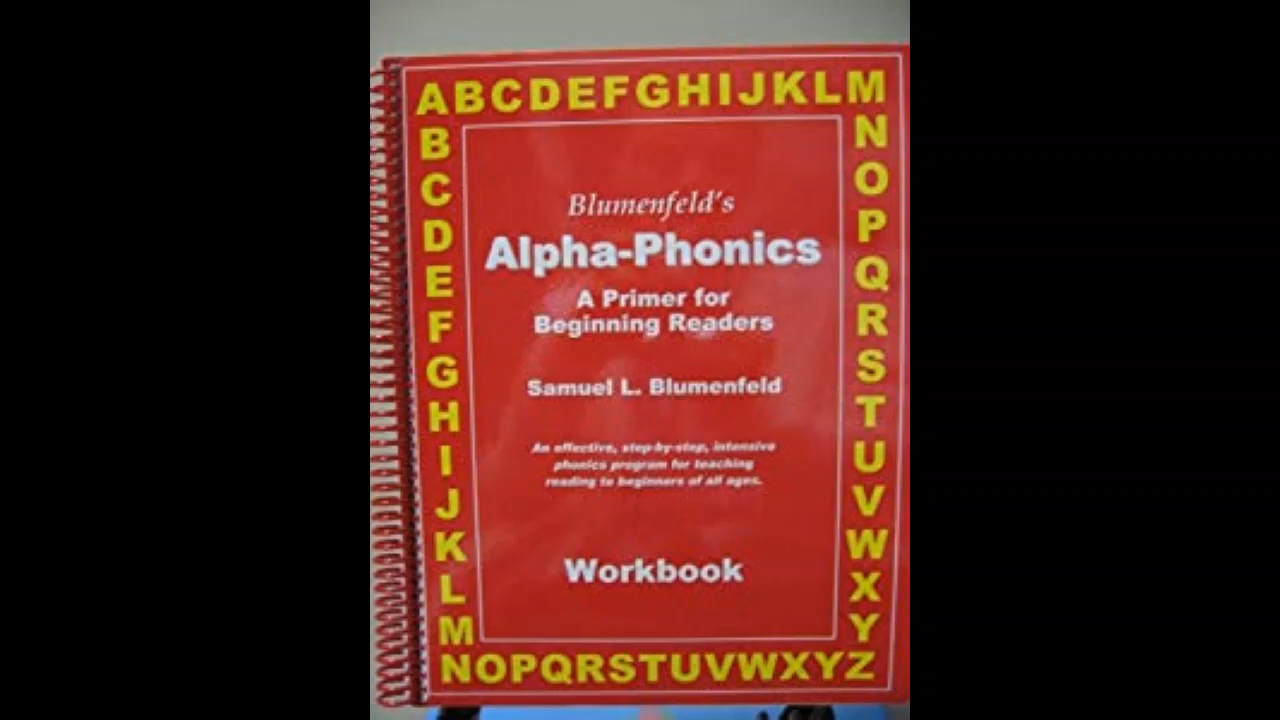 ABCDEFGHIJKLM
B
C
D
E
F
G
H
I
J
K
L
M
NOPQRSTUVWXYZ
N
O
P
Q
R
S
T
U
V
W
X
Y
Blumenfeld's
Alpha-Phonics
A Primer for
Beginning Readers
Samuel L. Blumenfeld
An effective, step-by-step, intensive
phonics program for teaching
reading to beginners of all ages.
Workbook